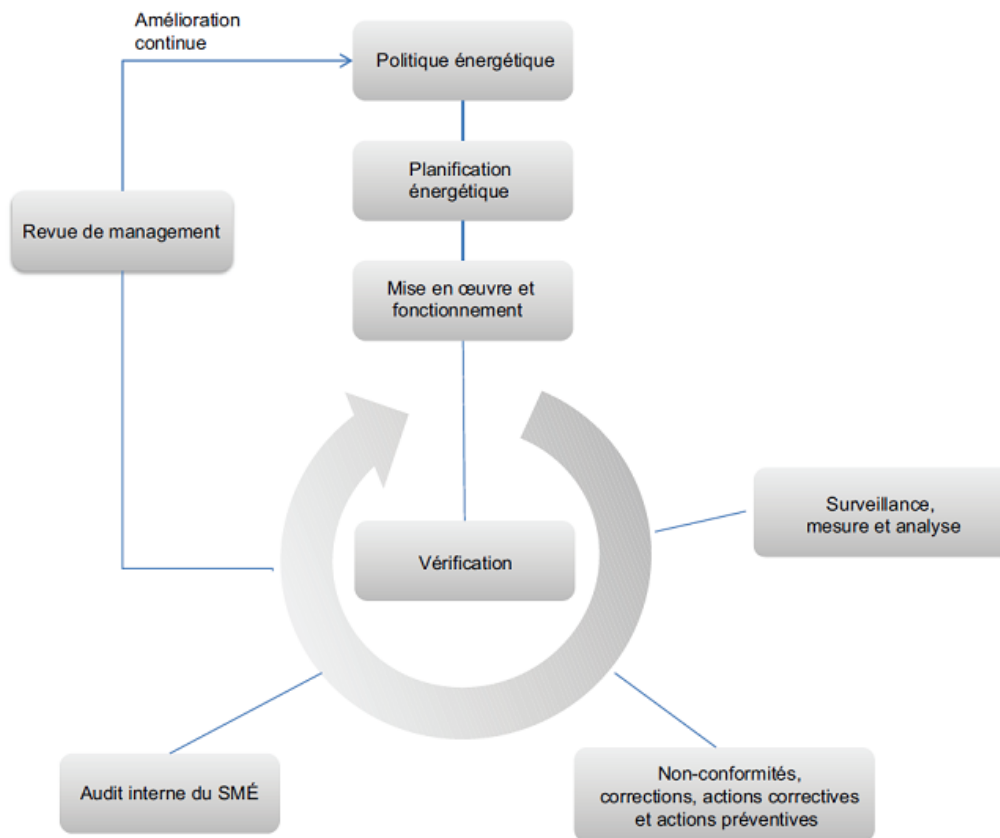 Amélioration
continue
Politique énergétique
Planification
énergétique
Revue de management
Mise en œuvre et
fonctionnement
Surveillance,
mesure et analyse
Vérification
Audit interne du SMÉ
Non-conformités,
corrections, actions correctives
et actions préventives